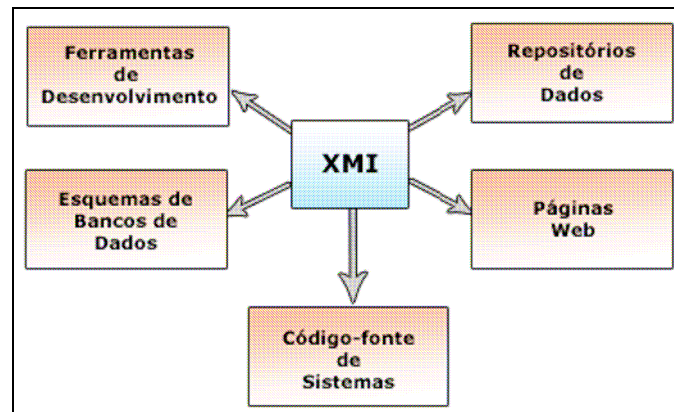 Ferramentas
de
Desenvolvimento
Repositórios
de
Dados
XMI
Esquemas de
Bancos de
Dados
Páginas
Web
Código-fonte
de
Sistemas